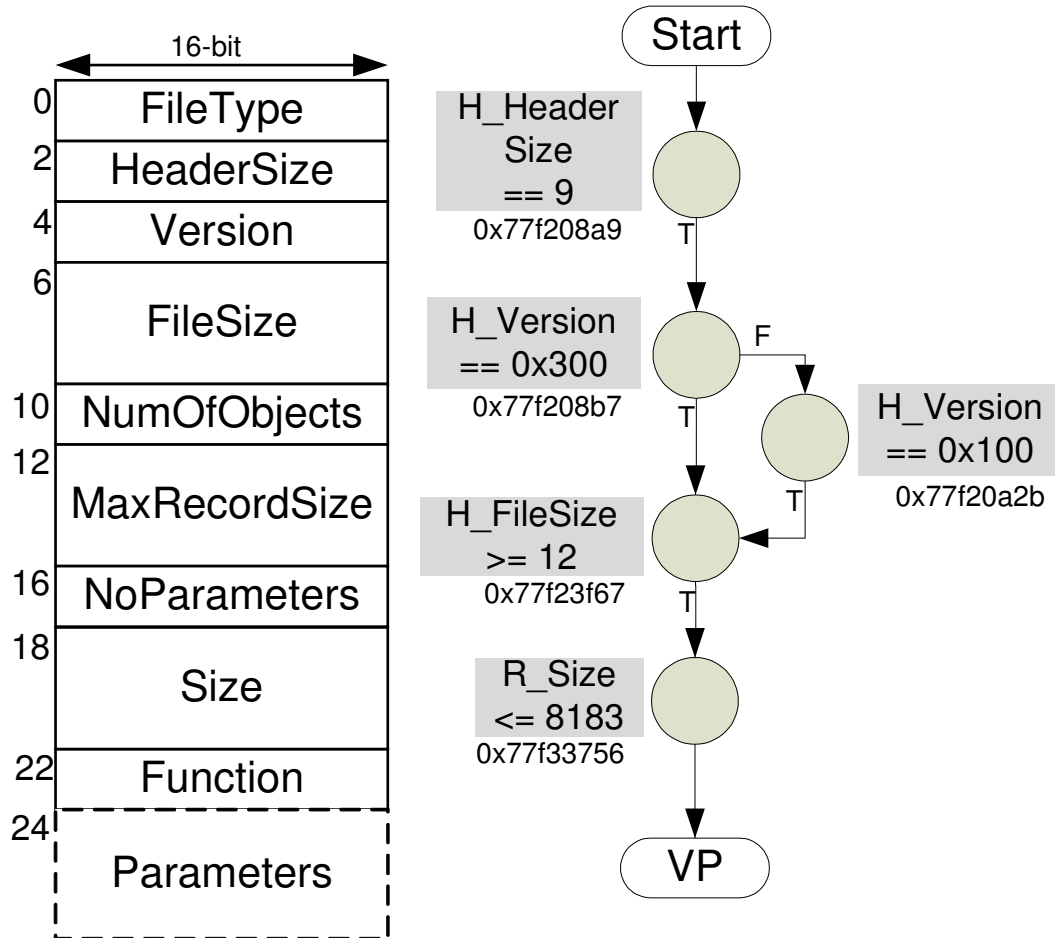 16-bit
0
FileType
2
HeaderSize
4
Version
6
FileSize
10
NumOfObjects
12
MaxRecordSize
16
NoParameters
18
Size
22
Function
24
Parameters
Start
H_Header
Size
== 9
0x77f208a9
T
H_Version
== 0x300
0x77f208b7
F
T
H_Version
== 0x100
0x77f20a2b
T
H_FileSize
>= 12
0x77f23f67
T
R_Size
<= 8183
0x77f33756
VP